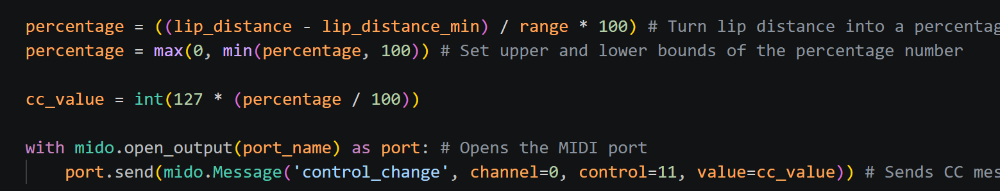 percentage = ((lip_distance - lip_distance_min) / range * 100) # Turn lip distance into a
percentage = max(0, min(percentage, 100)) # Set upper and lower bounds of the percentage number
cc_value = int(127 * (percentage / 100))
with mido.open_output(port_name) as port: # Opens the MIDI port
port.send(mido.Message('control_change', channel=0, control=11, value=cc_value)) # Sends CC